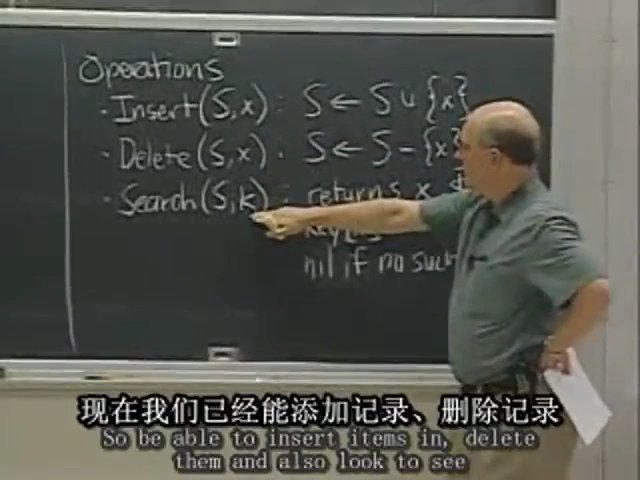 Operations
· Insert(S,x): S ← S ∪ {x}
· Delete(S,x). S ← S - {x}
· Search(S,k): returns x
nil if no such
现在我们已经能添加记录、删除记录
So be able to insert items in, delete
them and also look to see